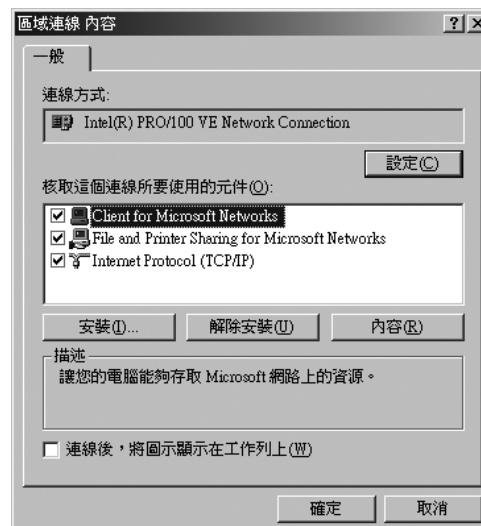 區域連線 內容
一般
連線方式:
Intel(R) PRO/100 VE Network Connection
設定(C)
核取這個連線所要使用的元件(O):
Client for Microsoft Networks
File and Printer Sharing for Microsoft Networks
Internet Protocol (TCP/IP)
安裝(I)... 解除安裝(U) 內容(R)
描述
讓您的電腦能夠存取 Microsoft 網路上的資源。
連線後，將圖示顯示在工作列上(W)
確定 取消